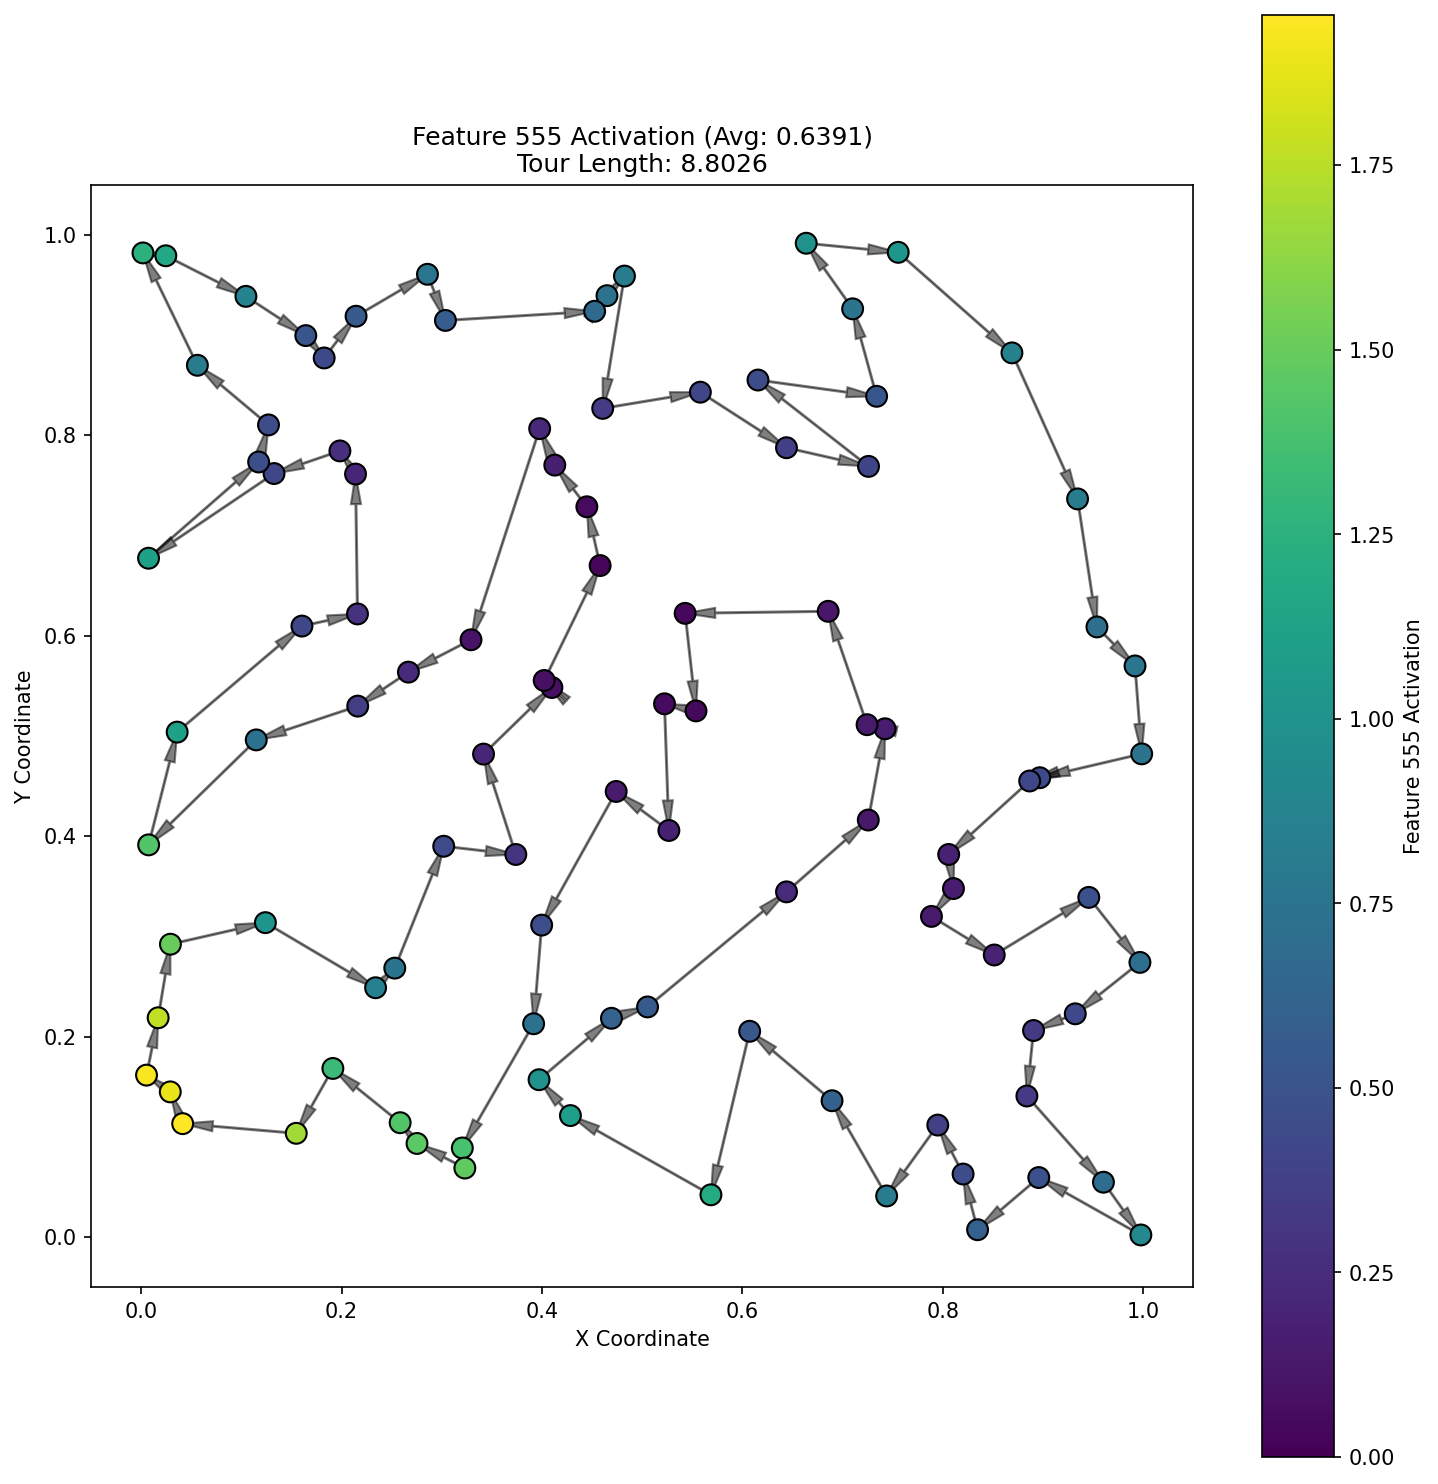 Feature 555 Activation (Avg: 0.6391)
Tour Length: 8.8026
1.0
0.8
0.6
0.4
0.2
0.0
Y Coordinate
0.0 0.2 0.4 0.6 0.8 1.0
X Coordinate
1.75
1.50
1.25
1.00
0.75
0.50
0.25
0.00
Feature 555 Activation